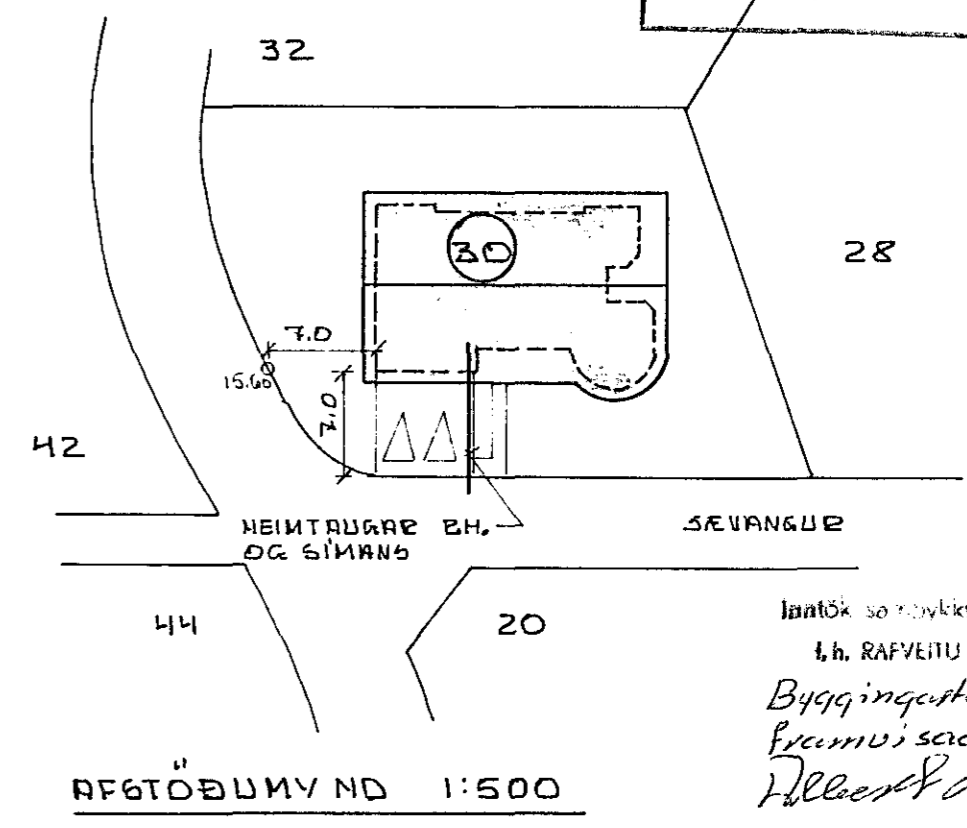 32
30
28
7.0
15.60
7.0
42
HEIMTAUGAR RH.
OG SÍMANS
SÆVANGUR
44
20
Inntök
f.h. RAFVEITU
AFSTÖÐUMYND 1:500